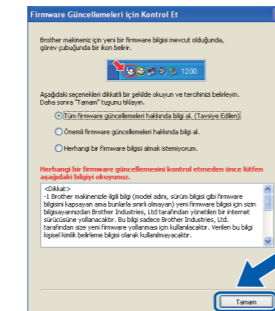 Firmware Güncellemeleri için Kontrol Et
Brother makineniz için yeni bir firmware bilgisi mevcut olduğunda,
görev çubuğunda bir ikon belirir.
1200
Aşağıdaki seçenekleri dikkatli bir şekilde okuyun ve tercihinizi belirleyin.
Daha sonra "Tamam" tuşunu tıklayın.
Tüm firmware güncellemeleri hakkında bilgi al. (Tavsiye Edilen)
Önemli firmware güncellemeleri hakkında bilgi al.
Herhangi bir firmware bilgisi almak istemiyorum.
Herhangi bir firmware güncellemesini kontrol etmeden önce lütfen
aşağıdaki bilgiyi okuyunuz.
<Dikkat>
-1 Brother makinenizle ilgili bilgi (model adını, sürüm bilgisi gibi firmware
bilgisini kapsayan ama bunlarla sınırlı olmayan) yeni firmware bilgisi için sizin
bilgisayarınızdan Brother Industries, Ltd tarafından yönetilen bir internet
sürücüsüne yollanacaktır. Bu bilgi sadece Brother Industries, Ltd.
tarafından size yeni firmware yollanması için kullanılacaktır. Verilen bu bilgi
kişisel kimlik belirleme bilgisi olarak kullanılmayacaktır.
Tamam